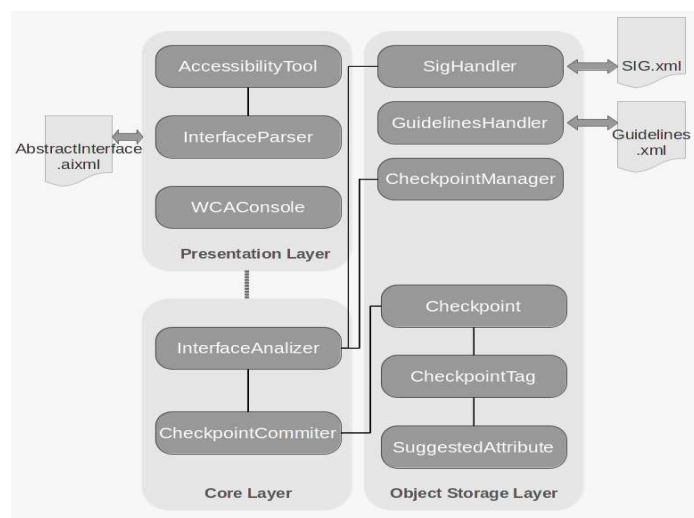 AccessibilityTool
InterfaceParser
WCAConsole
Presentation Layer
AbstractInterface
.aixml
InterfaceAnalizer
CheckpointCommiter
Core Layer
SigHandler
GuidelinesHandler
CheckpointManager
Checkpoint
CheckpointTag
SuggestedAttribute
Object Storage Layer
SIG.xml
Guidelines
.xml